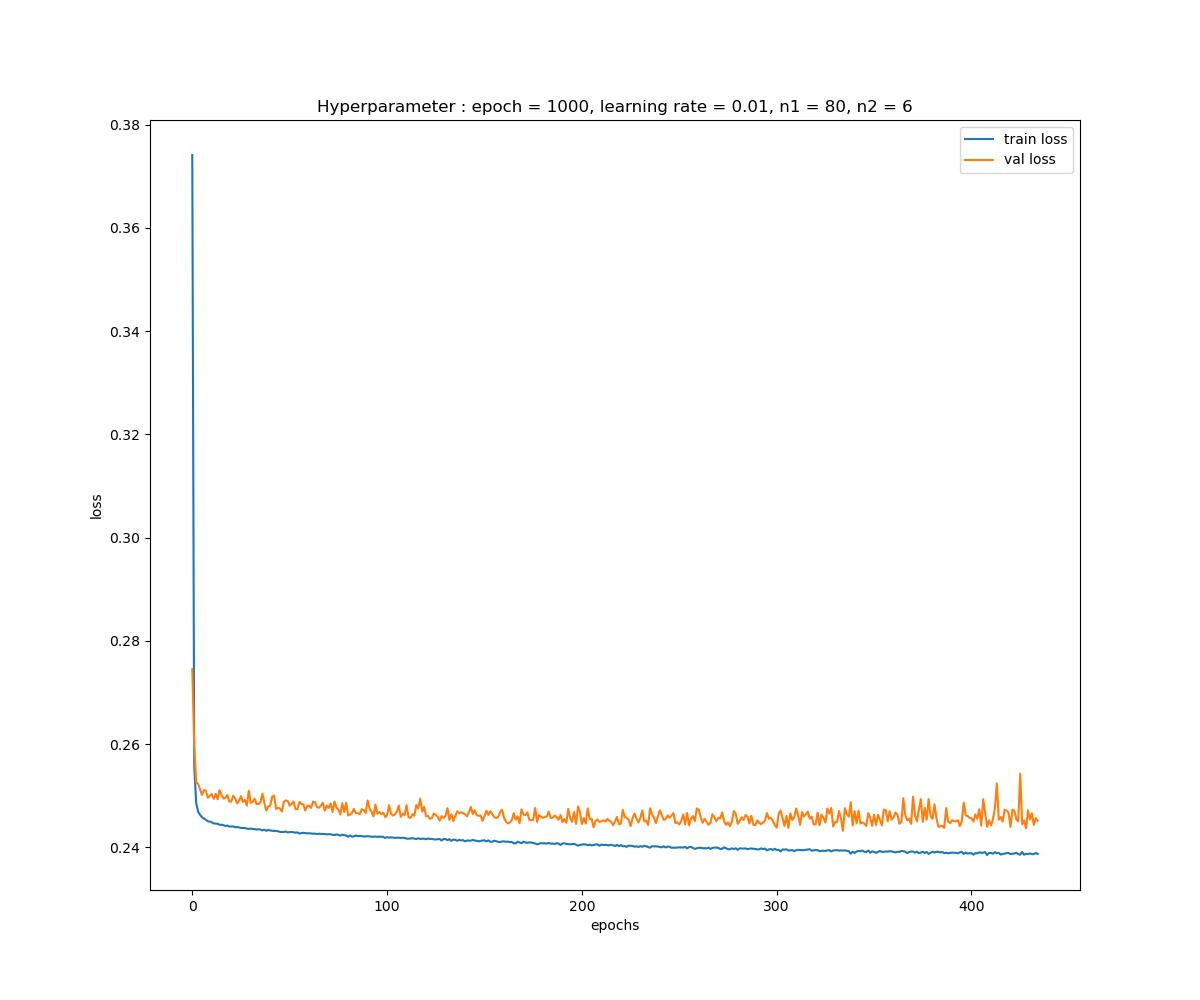 Hyperparameter : epoch = 1000, learning rate = 0.01, n1 = 80, n2 = 6
train loss
val loss
0.38
0.36
0.34
0.32
0.30
0.28
0.26
0.24
loss
0
100
200
300
400
epochs